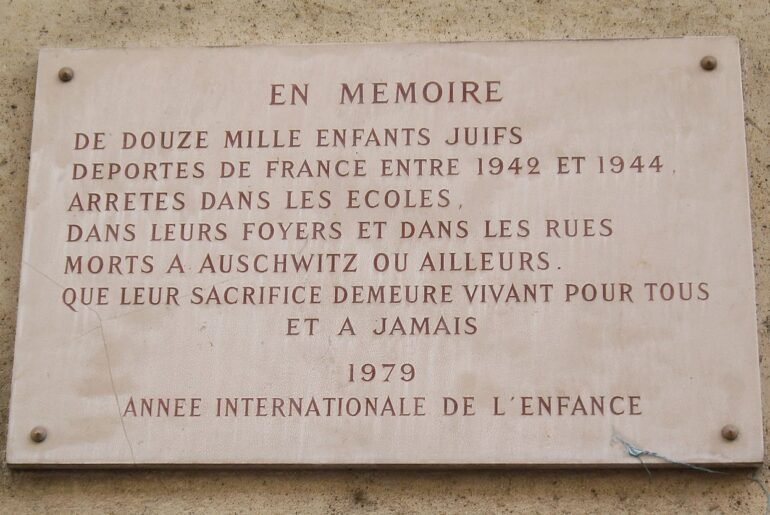 EN MEMOIRE
DE DOUZE MILLE ENFANTS JUIFS
DEPORTES DE FRANCE ENTRE 1942 ET 1944,
ARRETES DANS LES ECOLES,
DANS LEURS FOYERS ET DANS LES RUES
MORTS A AUSCHWITZ OU AILLEURS.
QUE LEUR SACRIFICE DEMEURE VIVANT POUR TOUS
ET A JAMAIS
1979
ANNEE INTERNATIONALE DE L'ENFANCE